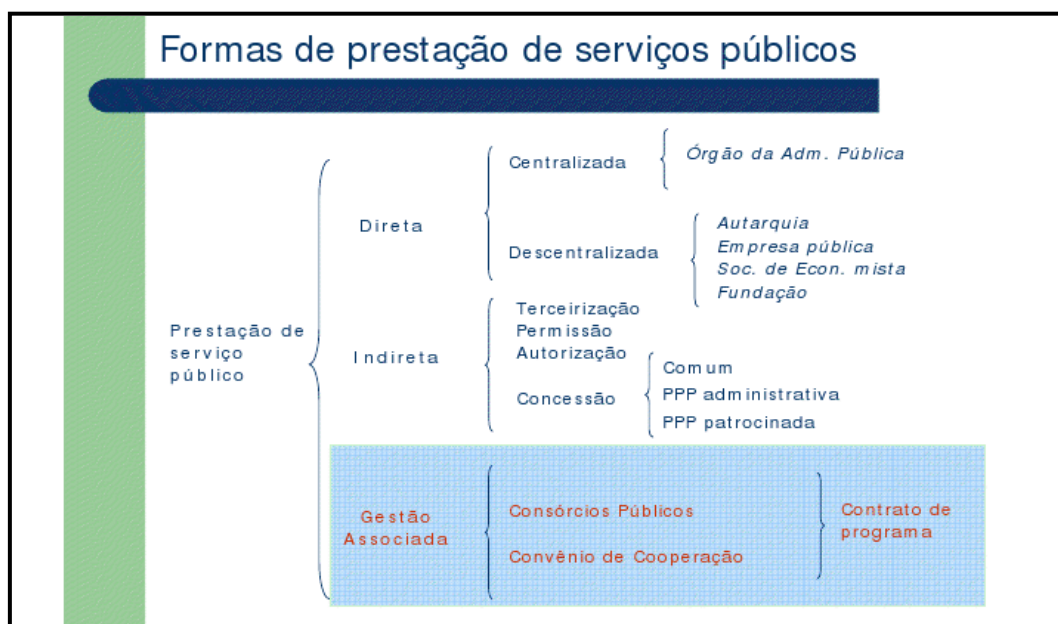 Formas de prestação de serviços públicos
Prestação de
serviço
público
Direta
Centralizada
Órgão da Adm. Pública
Descentralizada
Autarquia
Empresa pública
Soc. de Econ. mista
Fundação
Indireta
Terceirização
Permissão
Autorização
Concessão
Comum
PPP administrativa
PPP patrocinada
Gestão
Associada
Consórcios Públicos
Convênio de Cooperação
Contrato de
programa